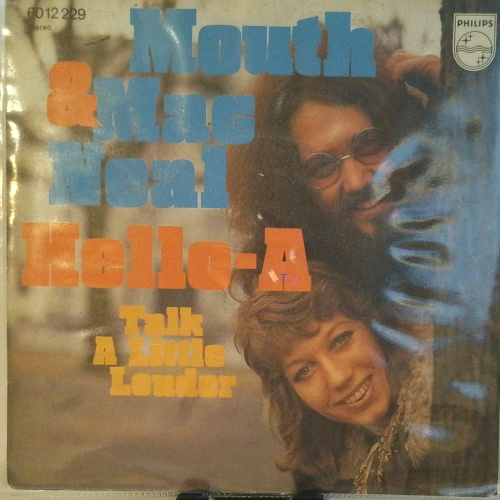 6012 229
stereo
PHILIPS
Mouth
& Mac
Neal
Hello-A
Talk
A Little
Louder